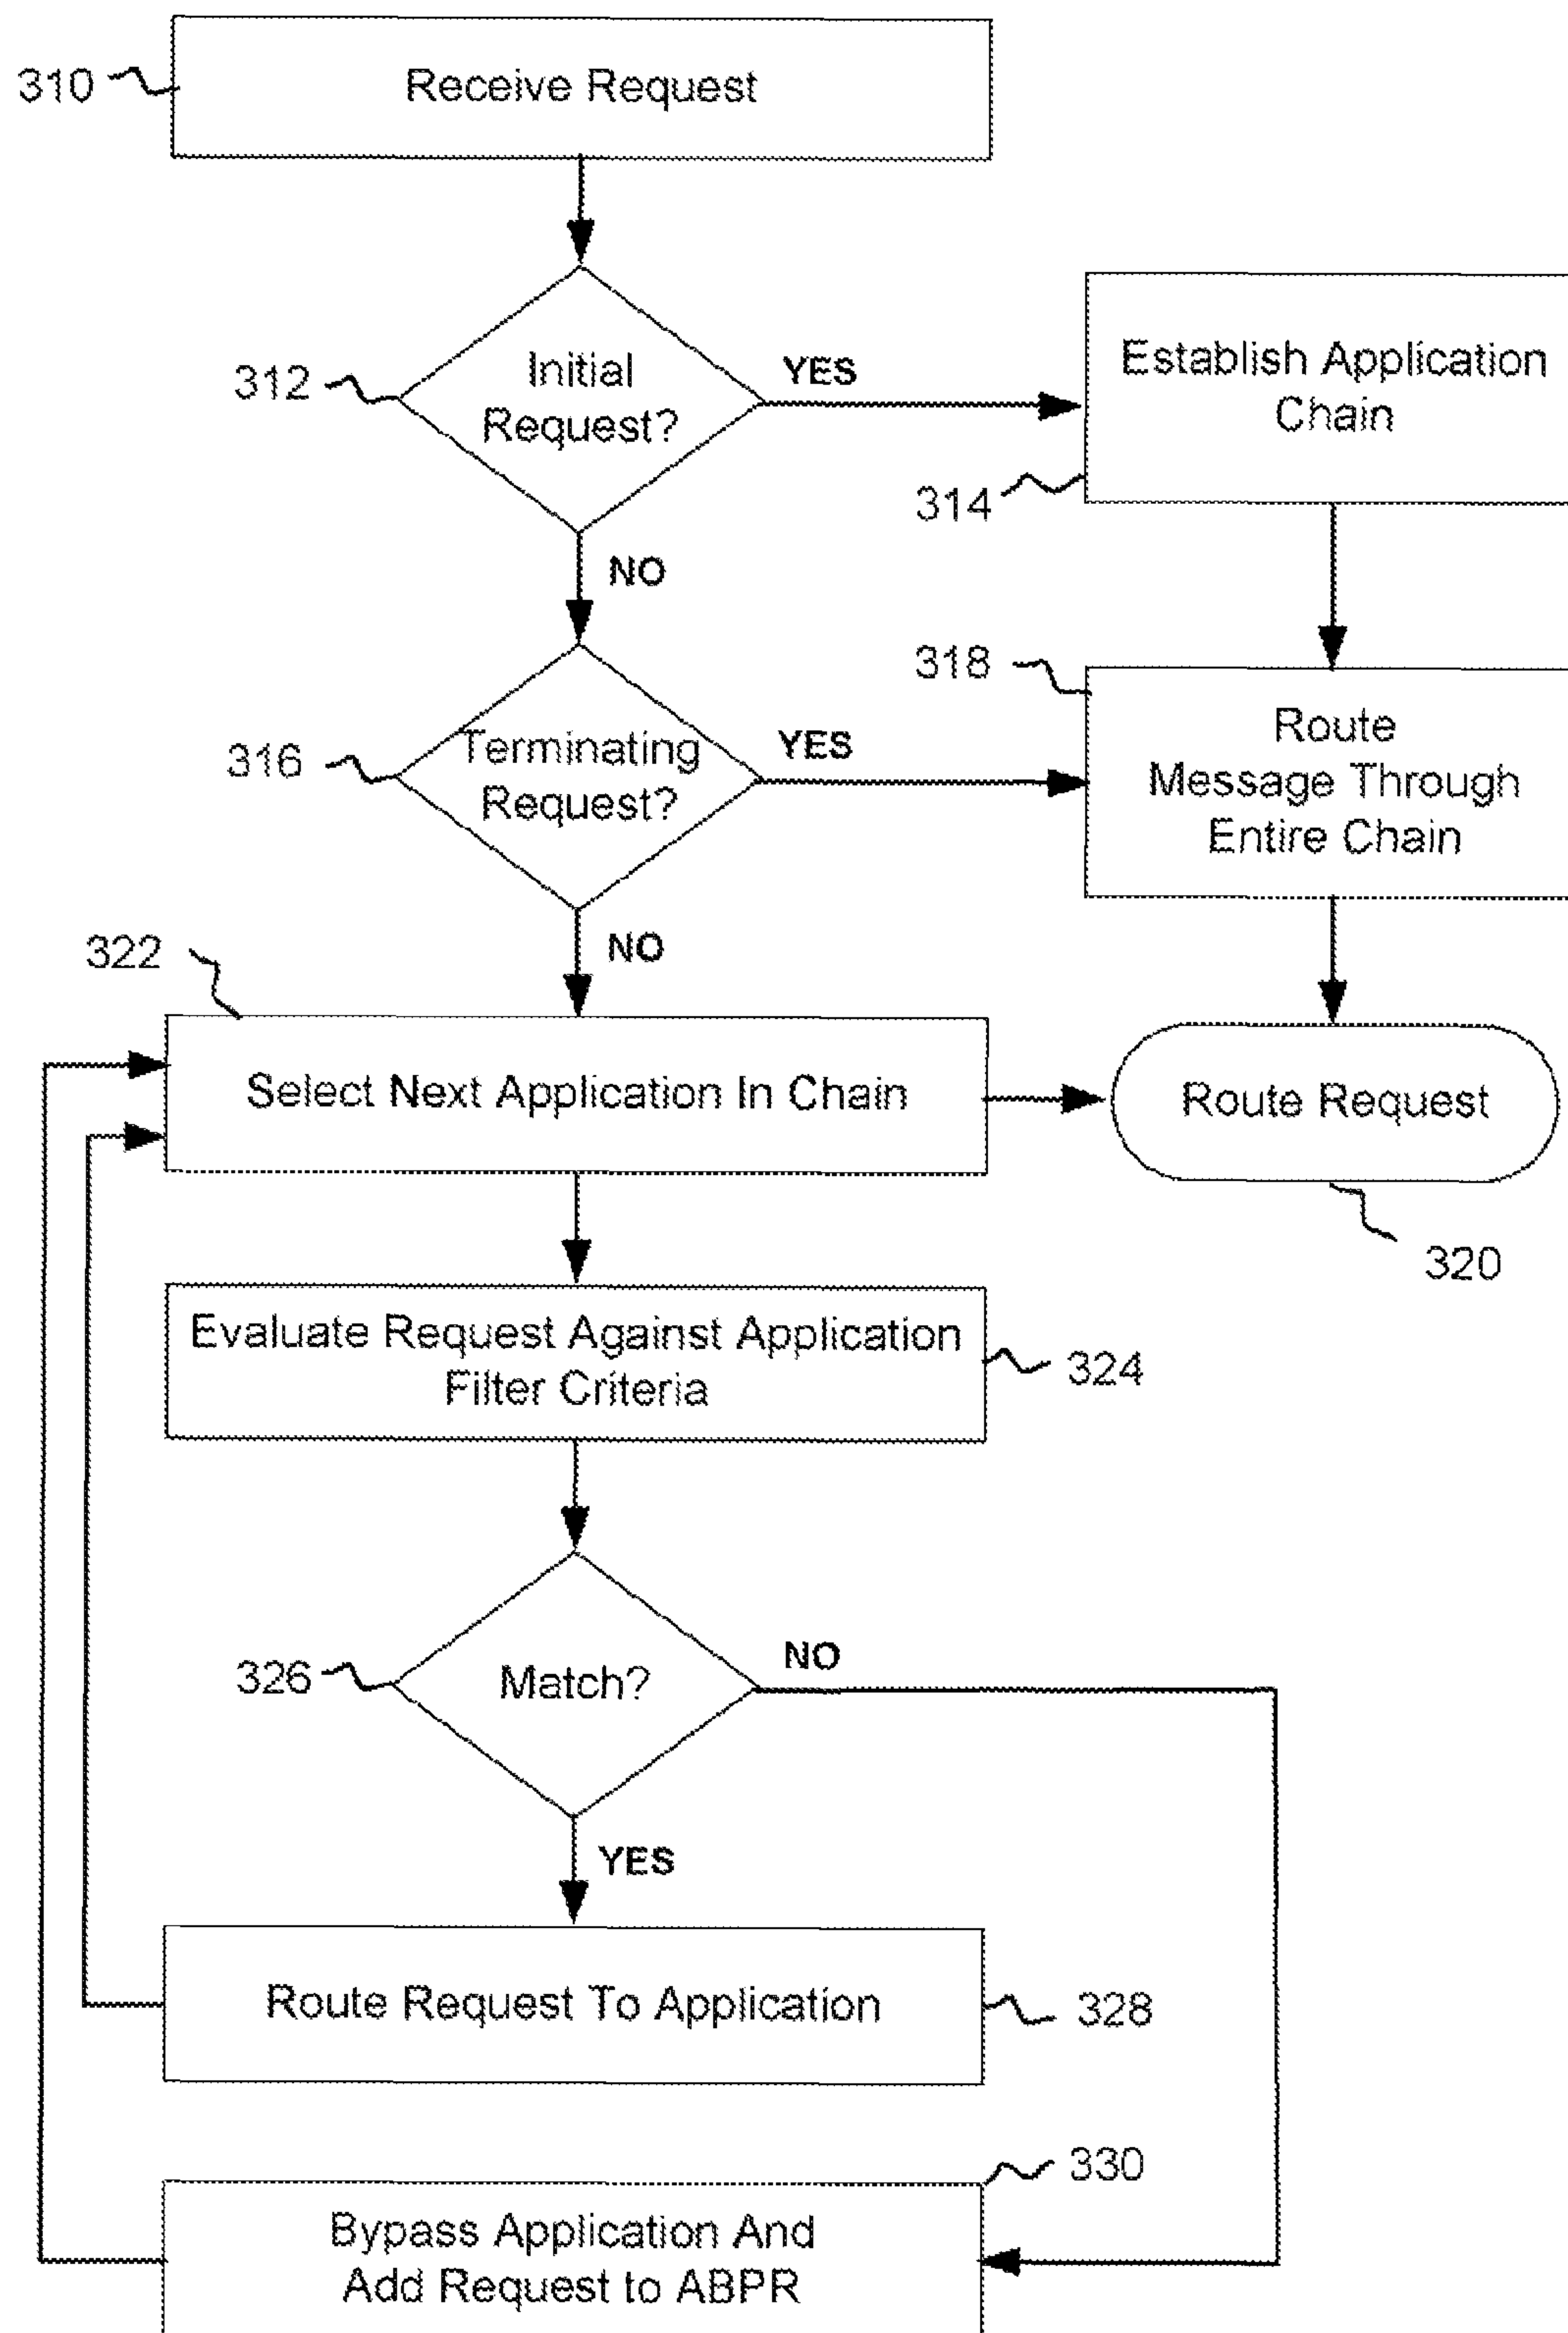 310
Receive Request
312
Initial
Request?
YES
Establish Application
Chain
314
NO
316
Terminating
Request?
YES
318
Route
Message Through
Entire Chain
NO
322
Select Next Application In Chain
Route Request
320
Evaluate Request Against Application
Filter Criteria
324
326
Match?
NO
YES
Route Request To Application
328
330
Bypass Application And
Add Request to ABPR